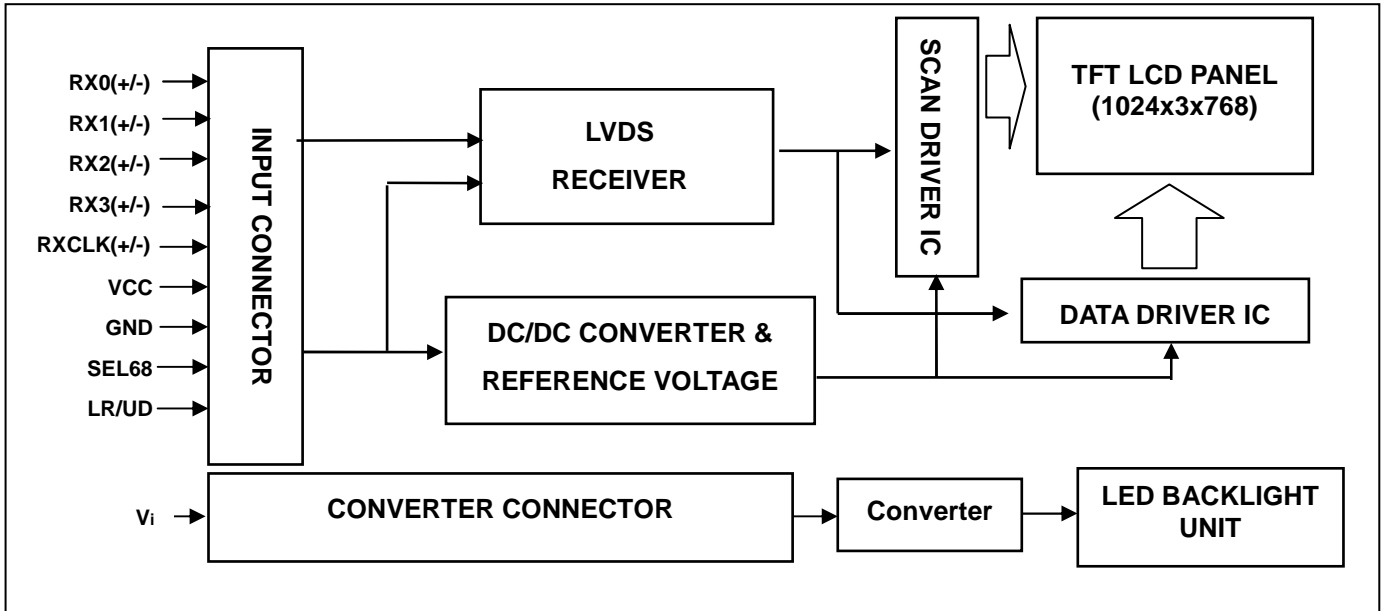 RX0(+/-)
RX1(+/-)
RX2(+/-)
RX3(+/-)
RXCLK(+/-)
VCC
GND
SEL68
LR/UD
INPUT CONNECTOR
LVDS
RECEIVER
DC/DC CONVERTER &
REFERENCE VOLTAGE
SCAN DRIVER IC
TFT LCD PANEL
(1024x3x768)
DATA DRIVER IC
Vi
CONVERTER CONNECTOR
Converter
LED BACKLIGHT
UNIT